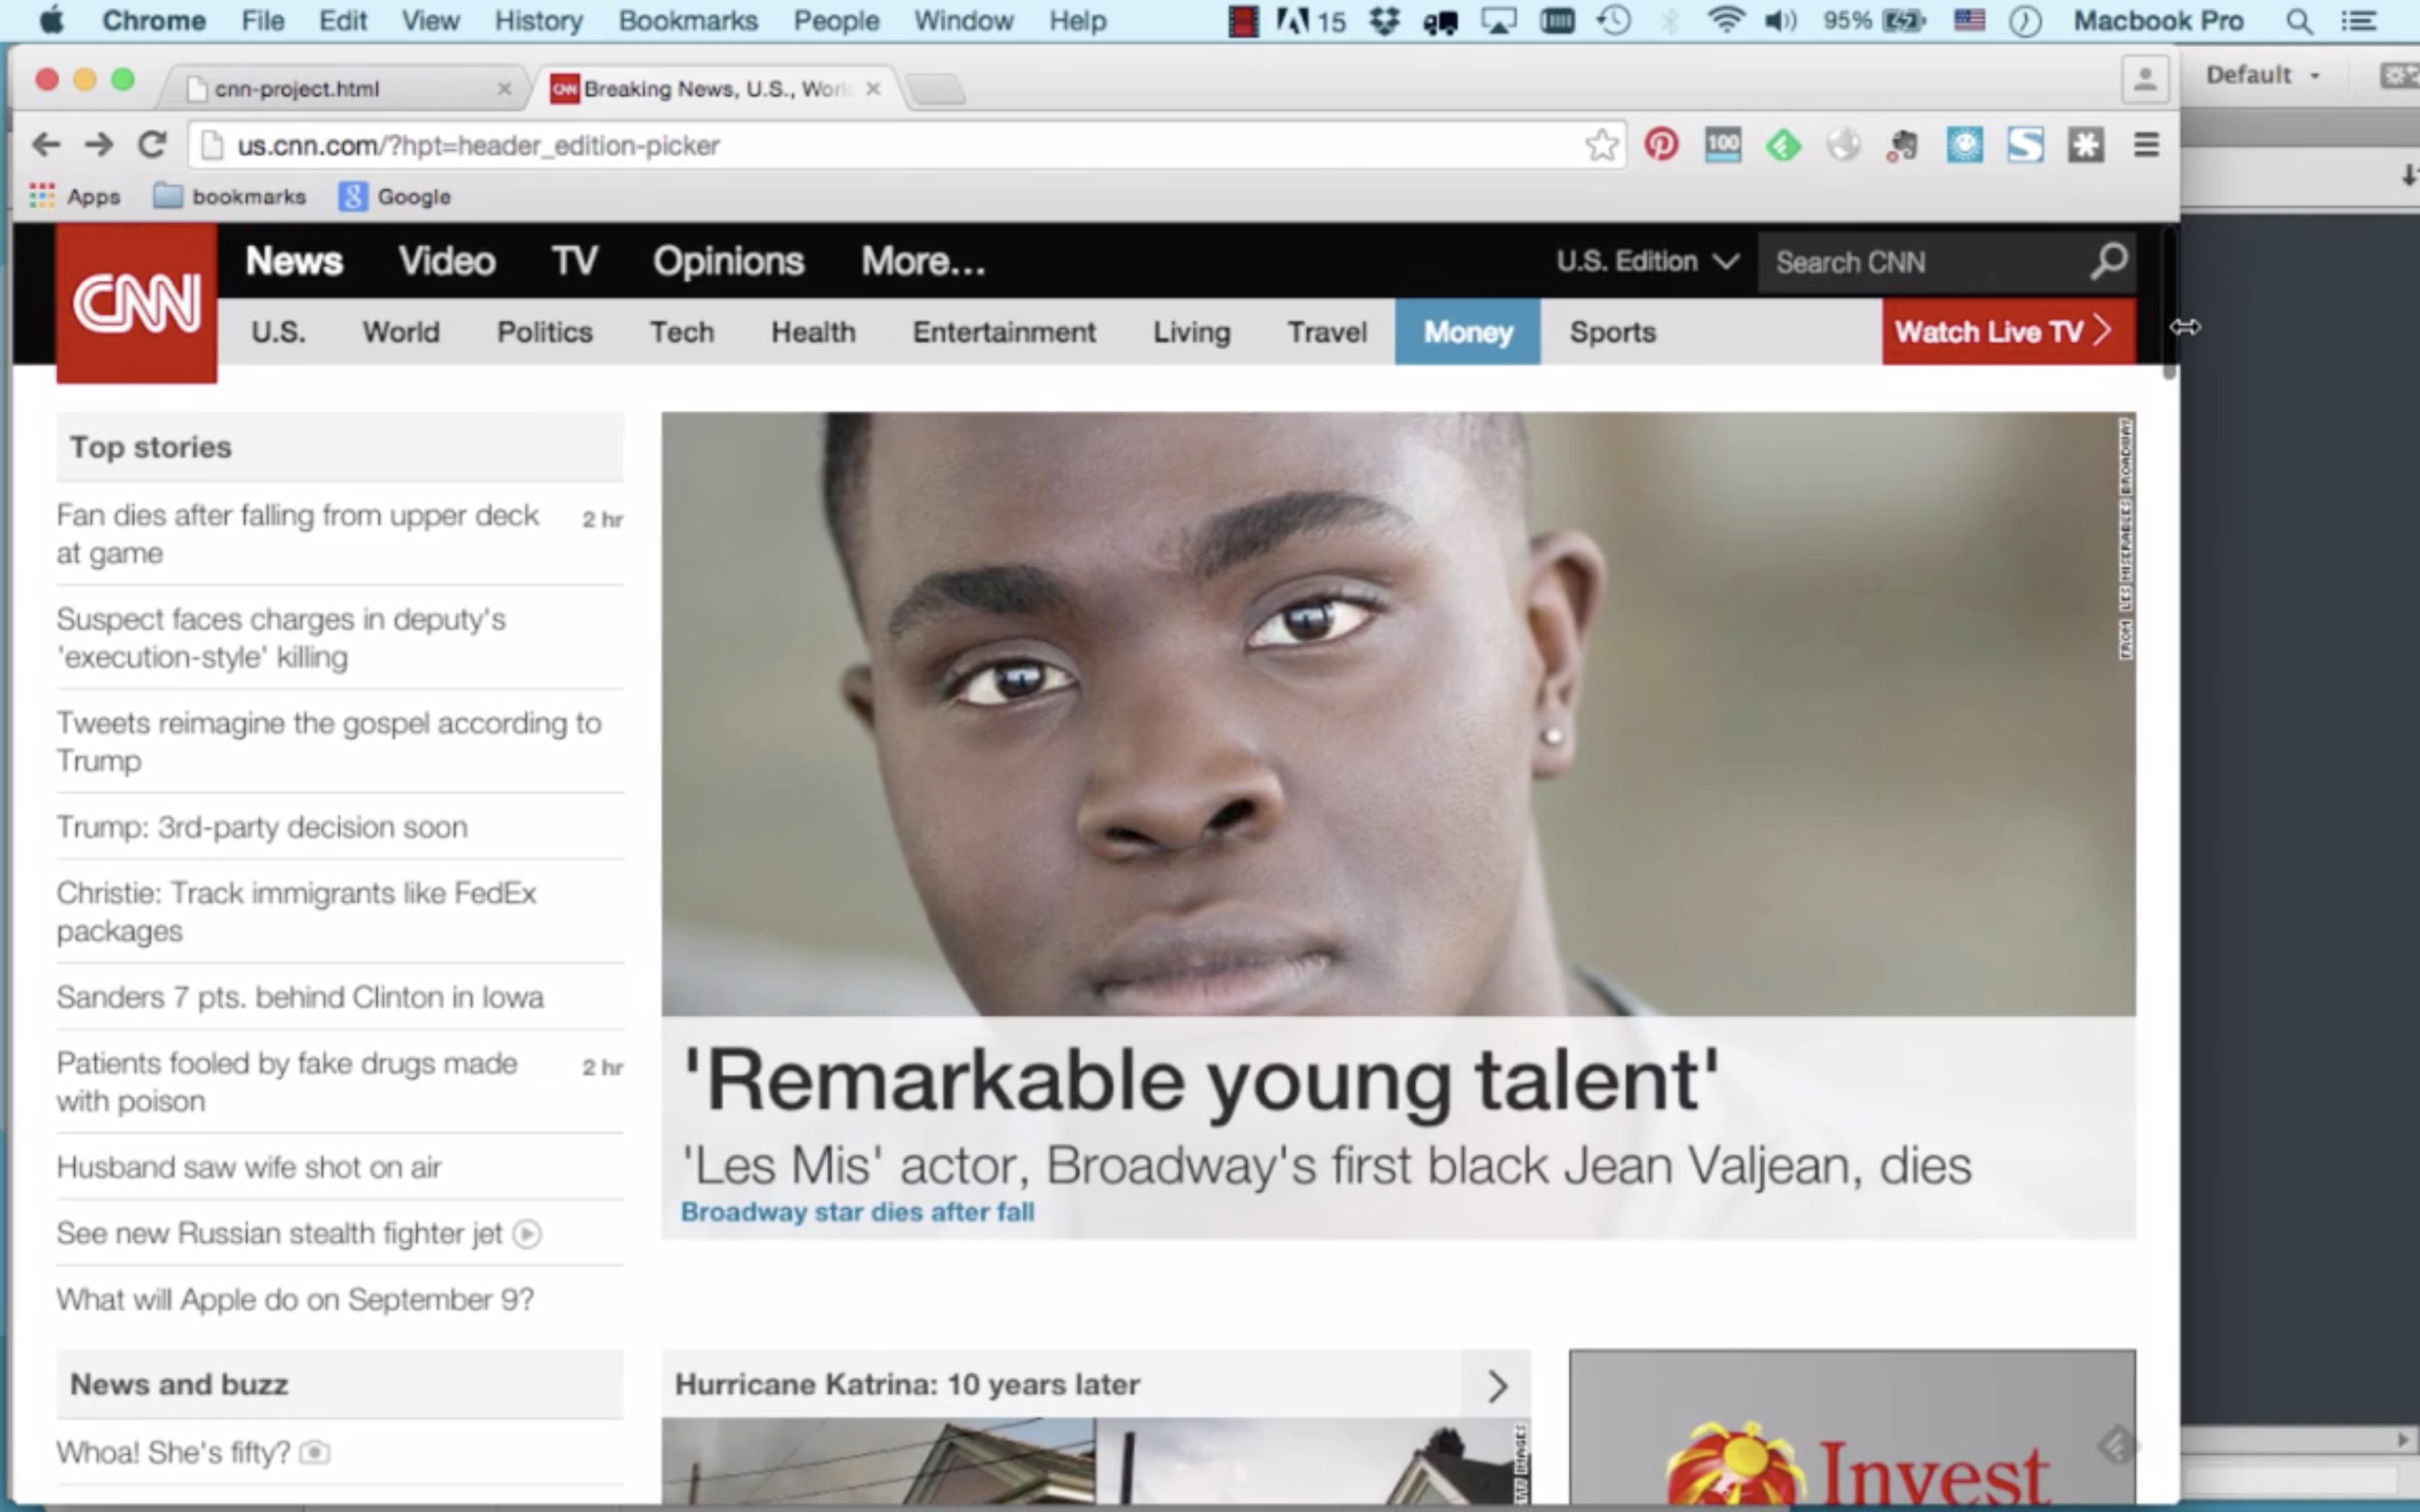 Chrome File Edit View History Bookmarks People Window Help 15 95% Macbook Pro
cnn-project.html
CNN Breaking News, U.S., Worl
Default
us.cnn.com/?hpt=header_edition-picker
100
Apps bookmarks 8 Google
CNN
News Video TV Opinions More...
U.S. Edition Search CNN
U.S. World Politics Tech Health Entertainment Living Travel Money Sports Watch Live TV
Top stories
Fan dies after falling from upper deck 2 hr
at game
Suspect faces charges in deputy's
'execution-style' killing
Tweets reimagine the gospel according to
Trump
Trump: 3rd-party decision soon
Christie: Track immigrants like FedEx
packages
Sanders 7 pts. behind Clinton in Iowa
Patients fooled by fake drugs made 2 hr
with poison
Husband saw wife shot on air
See new Russian stealth fighter jet
What will Apple do on September 9?
FROM LES MISERABLES BROADWAY
'Remarkable young talent'
'Les Mis' actor, Broadway's first black Jean Valjean, dies
Broadway star dies after fall
News and buzz
Whoa! She's fifty?
Hurricane Katrina: 10 years later
IMAGES
Invest